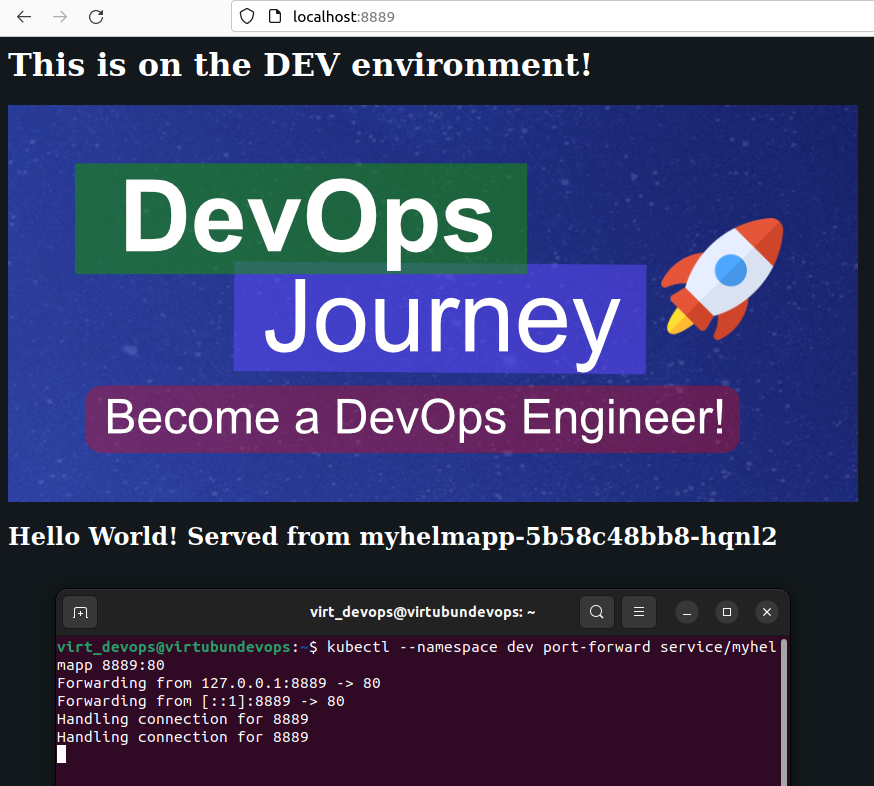 localhost:8889
This is on the DEV environment!
DevOps
Journey
Become a DevOps Engineer!
Hello World! Served from myhelmapp-5b58c48bb8-hqnl2
virt_devops@virtubundevops: ~
virt_devops@virtubundevops:~$ kubectl --namespace dev port-forward service/myhel
mapp 8889:80
Forwarding from 127.0.0.1:8889 -> 80
Forwarding from [::1]:8889 -> 80
Handling connection for 8889
Handling connection for 8889